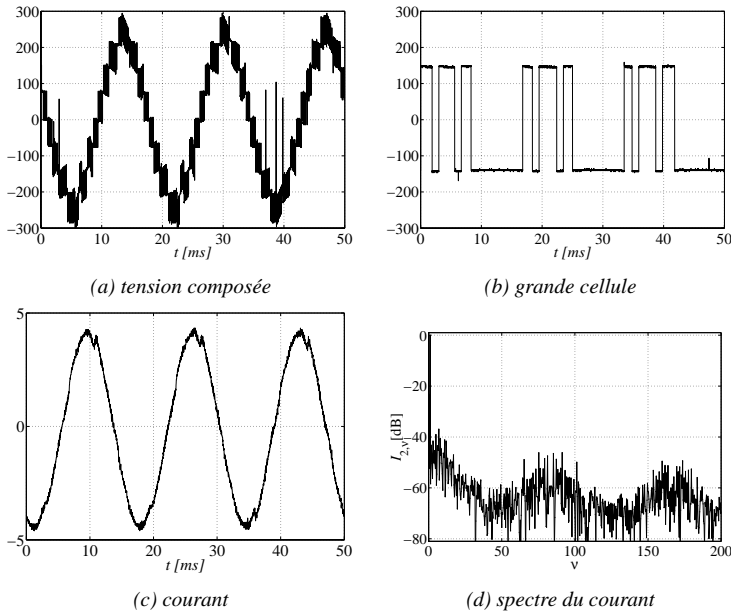 300
200
100
0
−100
−200
−300
0 10 20 30 40 50
t [ms]
(a) tension composée
300
200
100
0
−100
−200
−300
0 10 20 30 40 50
t [ms]
(b) grande cellule
5
0
−5
0 10 20 30 40 50
t [ms]
(c) courant
0
−20
−40
−60
−80
I2,ν[dB]
0 50 100 150 200
ν
(d) spectre du courant